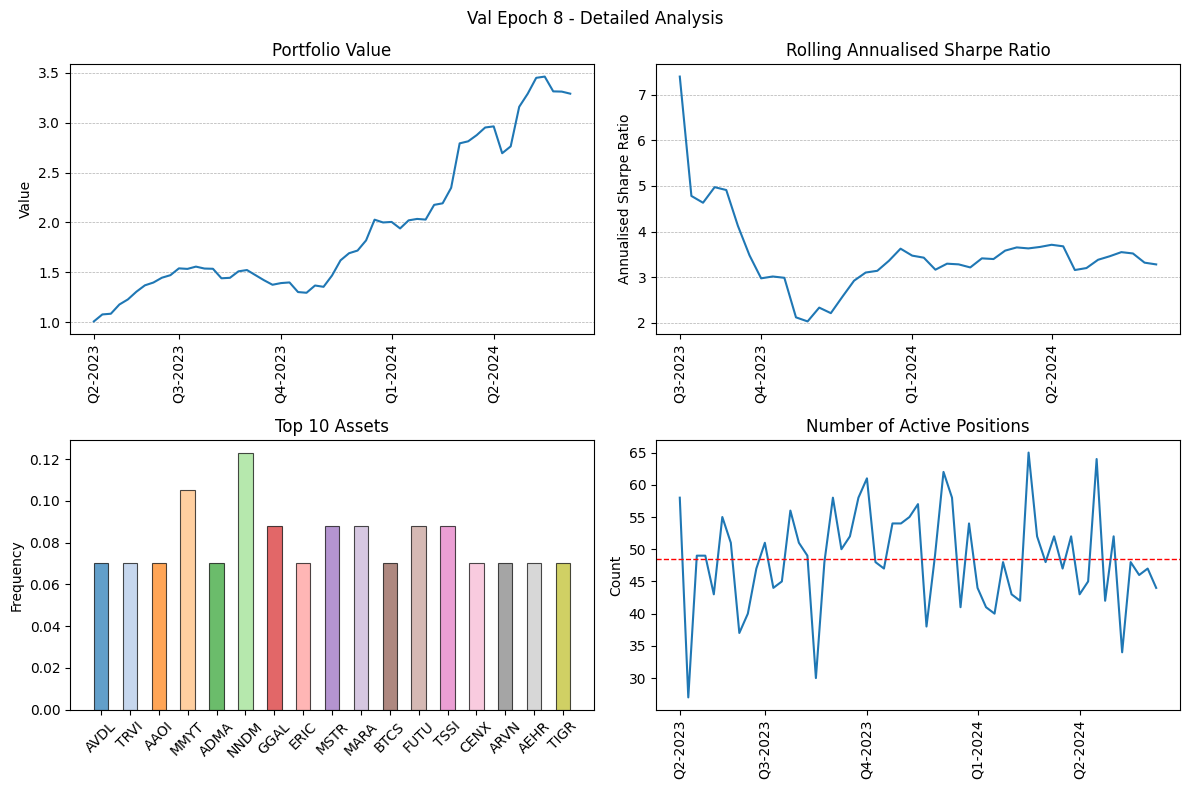 Val Epoch 8 - Detailed Analysis
Portfolio Value
Value
3.5
3.0
2.5
2.0
1.5
1.0
Q2-2023
Q3-2023
Q4-2023
Q1-2024
Q2-2024
Rolling Annualised Sharpe Ratio
Annualised Sharpe Ratio
7
6
5
4
3
2
Q3-2023
Q4-2023
Q1-2024
Q2-2024
Top 10 Assets
Frequency
0.12
0.10
0.08
0.06
0.04
0.02
0.00
AVDL
TRVI
AAOI
MMYT
ADMA
NNDM
GGAL
ERIC
MSTR
MARA
BTCS
FUTU
TSSI
CENX
ARVN
AEHR
TIGR
Number of Active Positions
Count
65
60
55
50
45
40
35
30
Q2-2023
Q3-2023
Q4-2023
Q1-2024
Q2-2024